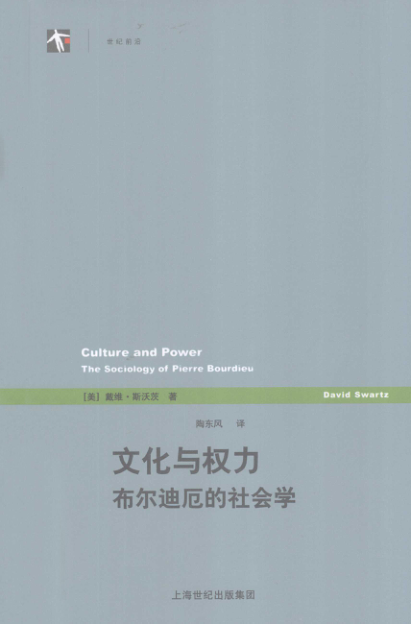 世纪前沿
Culture and Power
The Sociology of Pierre Bourdieu
[美] 戴维·斯沃茨 著
David Swartz
陶东风 译
文化与权力
布尔迪厄的社会学
上海世纪出版集团